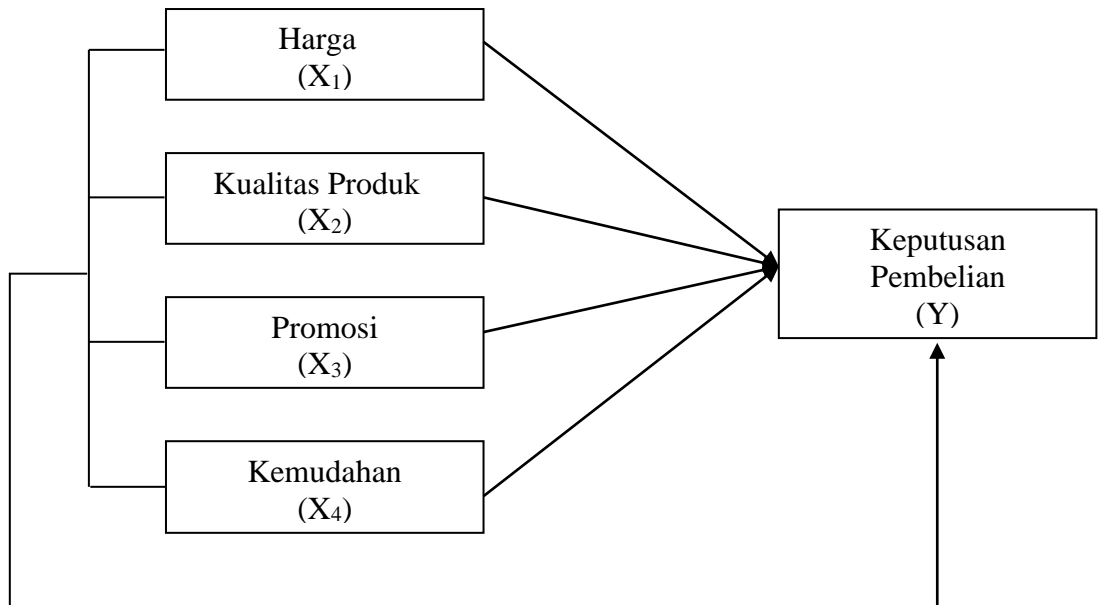 Harga
(X₁)
Kualitas Produk
(X₂)
Promosi
(X₃)
Kemudahan
(X₄)
Keputusan
Pembelian
(Y)